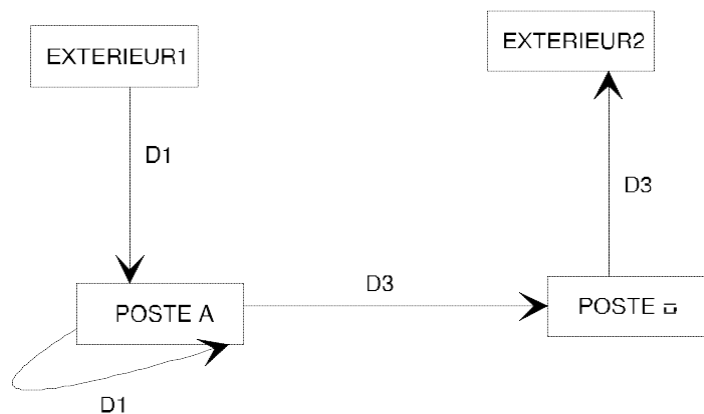 EXTERIEUR1
EXTERIEUR2
D1
D3
D3
POSTE A
POSTE
D1